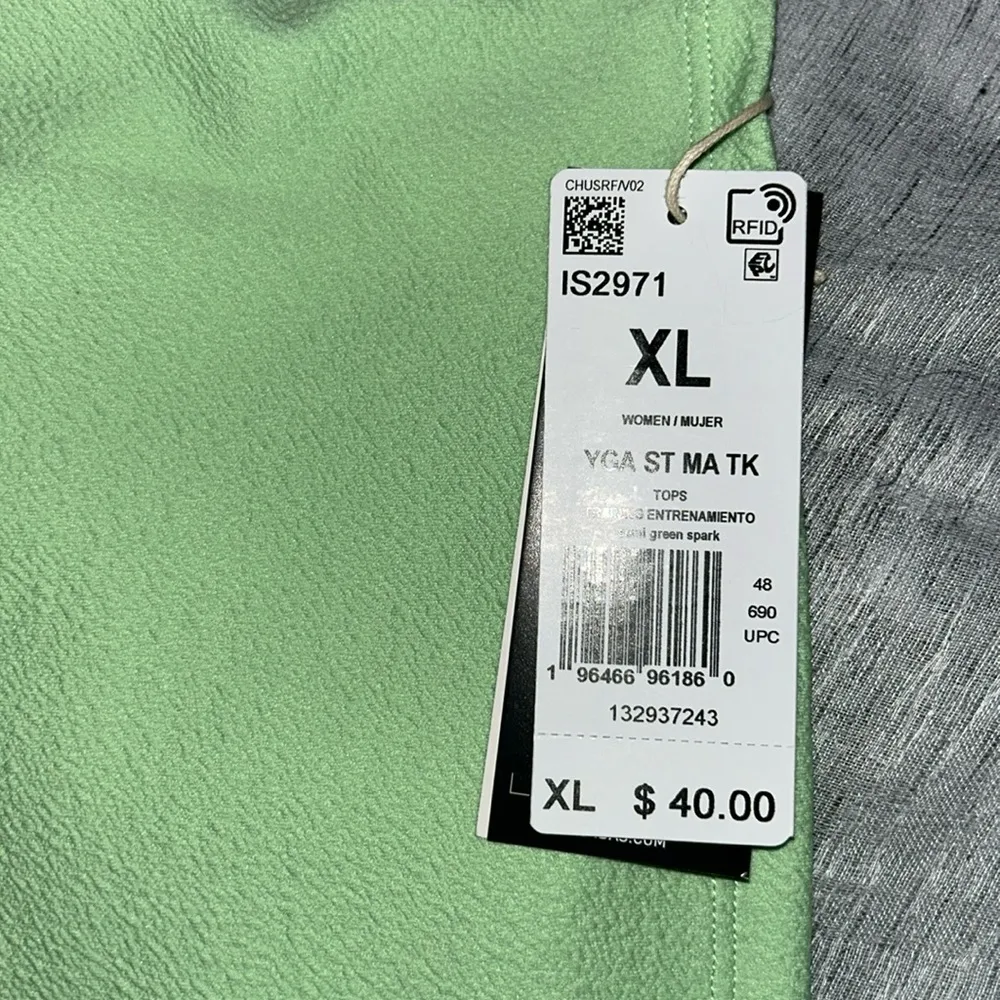 CHUSRF/V02
RFID
IS2971
XL
WOMEN / MUJER
YGA ST MA TK
TOPS
ENTRENAMIENTO
green spark
48
690
UPC
1 96466 96186 0
132937243
XL $ 40.00